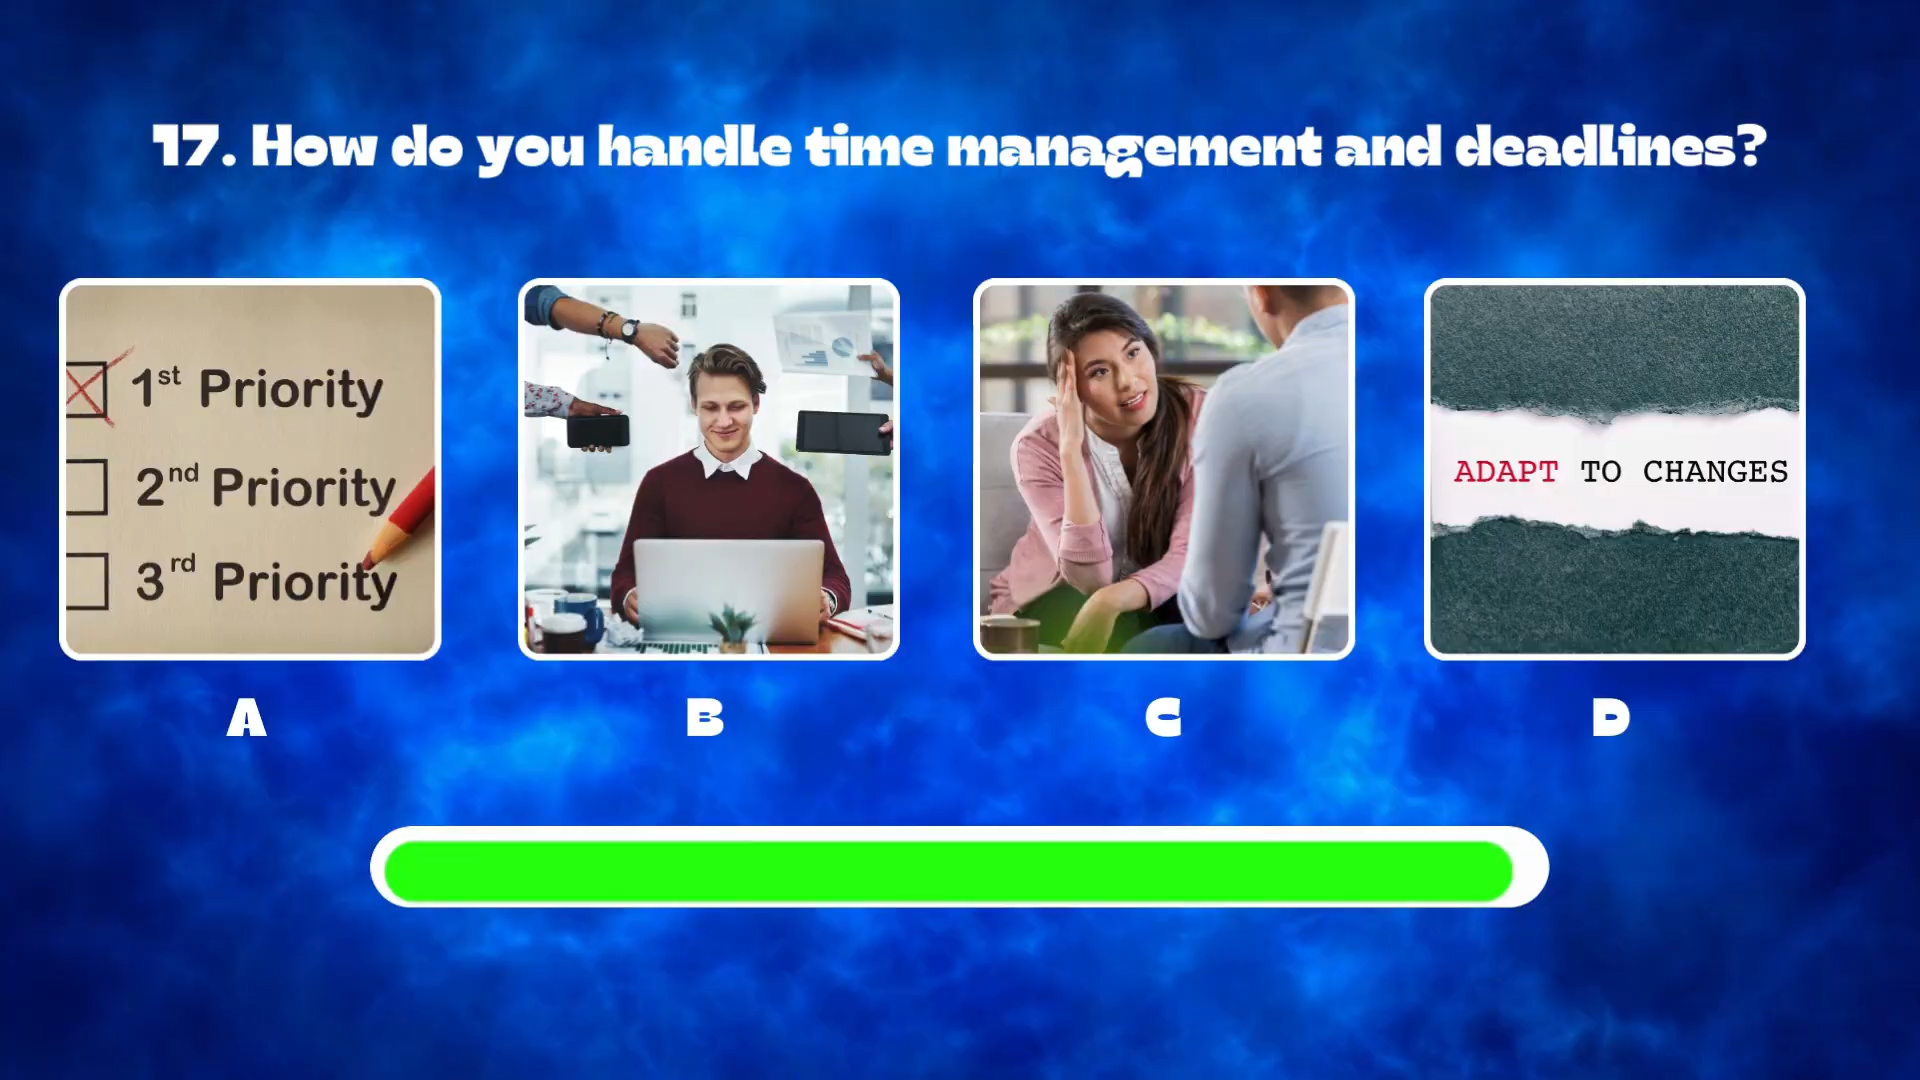 17. How do you handle time management and deadlines?
1st Priority
2nd Priority
3rd Priority
ADAPT TO CHANGES
A
B
C
D